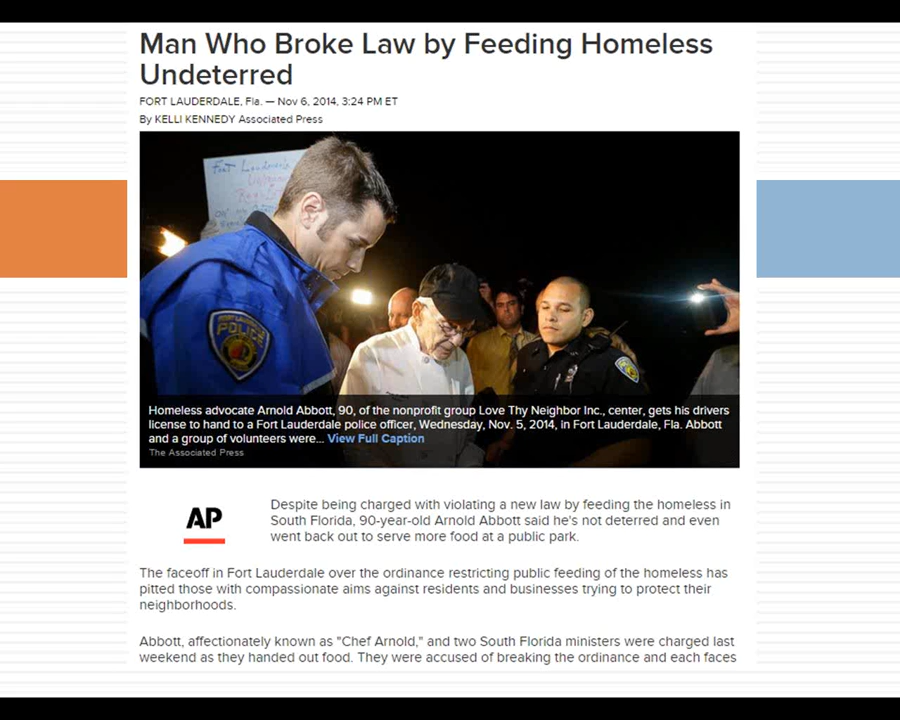 Man Who Broke Law by Feeding Homeless
Undeterred
FORT LAUDERDALE, Fla. — Nov 6, 2014, 3:24 PM ET
By KELLI KENNEDY Associated Press
POLICE
Homeless advocate Arnold Abbott, 90, of the nonprofit group Love Thy Neighbor Inc., center, gets his drivers
license to hand to a Fort Lauderdale police officer, Wednesday, Nov. 5, 2014, in Fort Lauderdale, Fla. Abbott
and a group of volunteers were... View Full Caption
The Associated Press
AP
Despite being charged with violating a new law by feeding the homeless in
South Florida, 90-year-old Arnold Abbott said he's not deterred and even
went back out to serve more food at a public park.
The faceoff in Fort Lauderdale over the ordinance restricting public feeding of the homeless has
pitted those with compassionate aims against residents and businesses trying to protect their
neighborhoods.
Abbott, affectionately known as "Chef Arnold," and two South Florida ministers were charged last
weekend as they handed out food. They were accused of breaking the ordinance and each faces